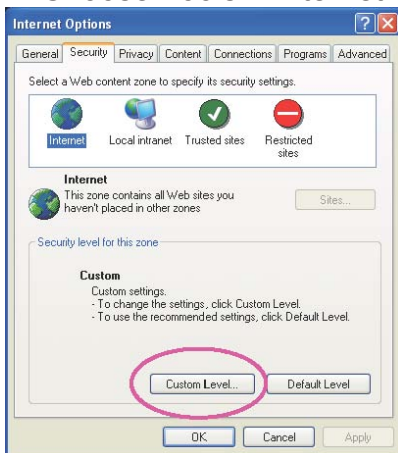 Internet Options
General Security Privacy Content Connections Programs Advanced
Select a Web content zone to specify its security settings.
Internet Local intranet Trusted sites Restricted sites
Internet
This zone contains all Web sites you
haven't placed in other zones
Sites...
Security level for this zone
Custom
Custom settings.
- To change the settings, click Custom Level.
- To use the recommended settings, click Default Level.
Custom Level... Default Level
OK Cancel Apply